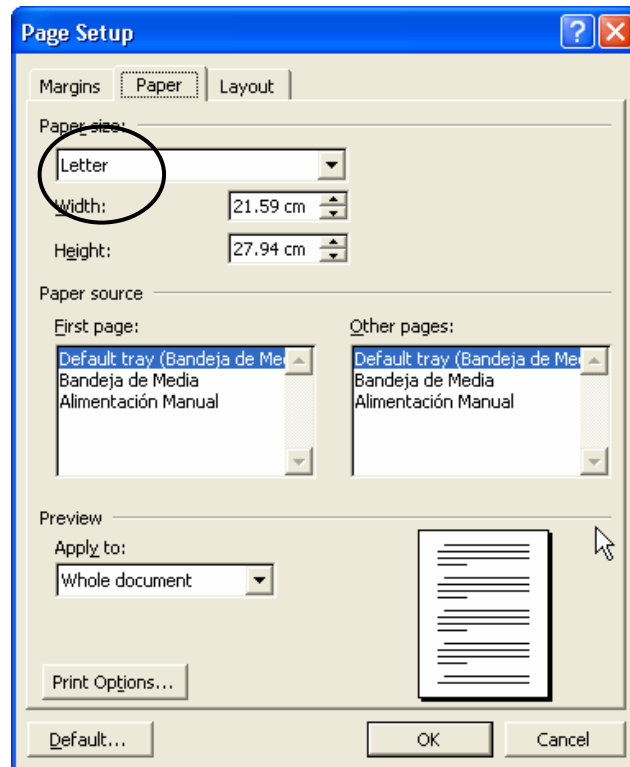 Page Setup
Margins Paper Layout
Paper size:
Letter
Width: 21.59 cm
Height: 27.94 cm
Paper source
First page: Other pages:
Default tray (Bandeja de Me Default tray (Bandeja de Me
Bandeja de Media Bandeja de Media
Alimentación Manual Alimentación Manual
Preview
Apply to:
Whole document
Print Options...
Default... OK Cancel